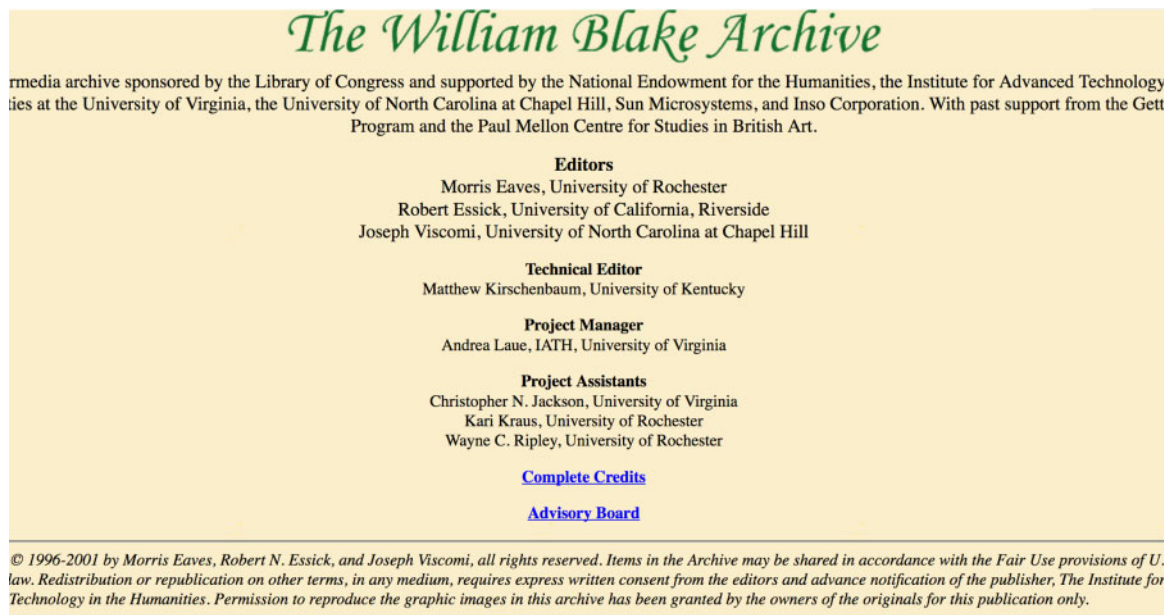 The William Blake Archive
rmedia archive sponsored by the Library of Congress and supported by the National Endowment for the Humanities, the Institute for Advanced Technology
ties at the University of Virginia, the University of North Carolina at Chapel Hill, Sun Microsystems, and Inso Corporation. With past support from the Gett
Program and the Paul Mellon Centre for Studies in British Art.
Editors
Morris Eaves, University of Rochester
Robert Essick, University of California, Riverside
Joseph Viscomi, University of North Carolina at Chapel Hill
Technical Editor
Matthew Kirschenbaum, University of Kentucky
Project Manager
Andrea Laue, IATH, University of Virginia
Project Assistants
Christopher N. Jackson, University of Virginia
Kari Kraus, University of Rochester
Wayne C. Ripley, University of Rochester
Complete Credits
Advisory Board
© 1996-2001 by Morris Eaves, Robert N. Essick, and Joseph Viscomi, all rights reserved. Items in the Archive may be shared in accordance with the Fair Use provisions of U.
law. Redistribution or republication on other terms, in any medium, requires express written consent from the editors and advance notification of the publisher, The Institute for
Technology in the Humanities. Permission to reproduce the graphic images in this archive has been granted by the owners of the originals for this publication only.